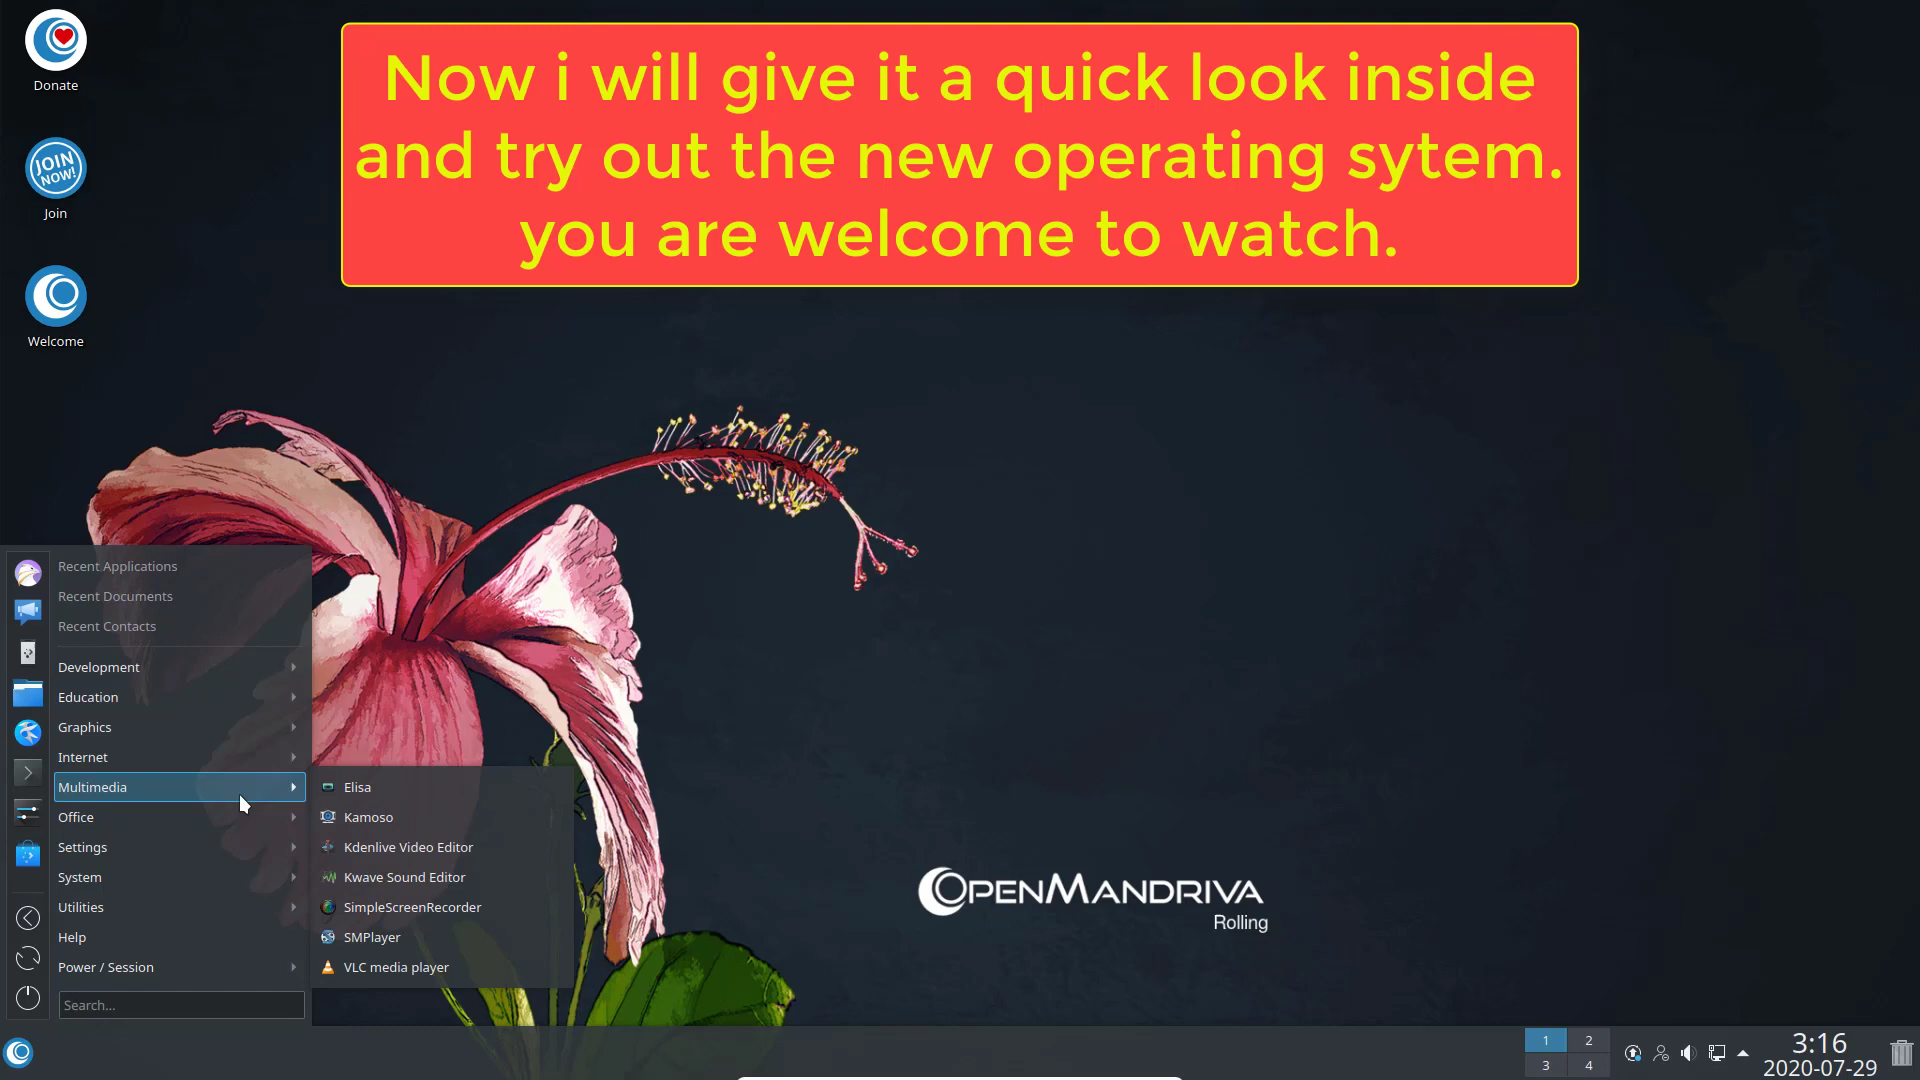 Donate
JOIN
NOW!
Join
Welcome
Now i will give it a quick look inside
and try out the new operating sytem.
you are welcome to watch.
Recent Applications
Recent Documents
Recent Contacts
Development
Education
Graphics
Internet
Multimedia
Office
Settings
System
Utilities
Help
Power / Session
Search...
Elisa
Kamoso
Kdenlive Video Editor
Kwave Sound Editor
SimpleScreenRecorder
SMPlayer
VLC media player
OPENMANDRIVA
Rolling
1 2
3 4
3:16
2020-07-29